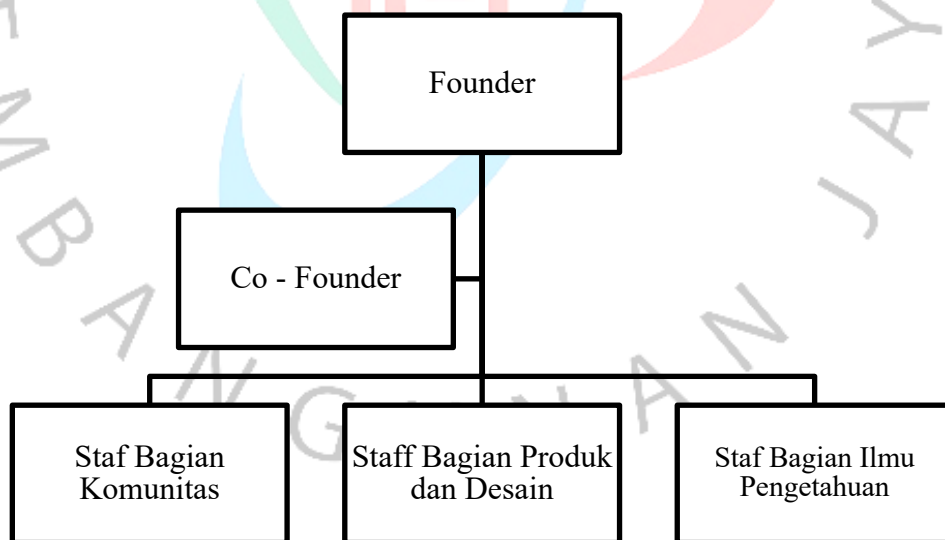 Founder
Co - Founder
Staf Bagian
Komunitas
Staff Bagian Produk
dan Desain
Staf Bagian Ilmu
Pengetahuan